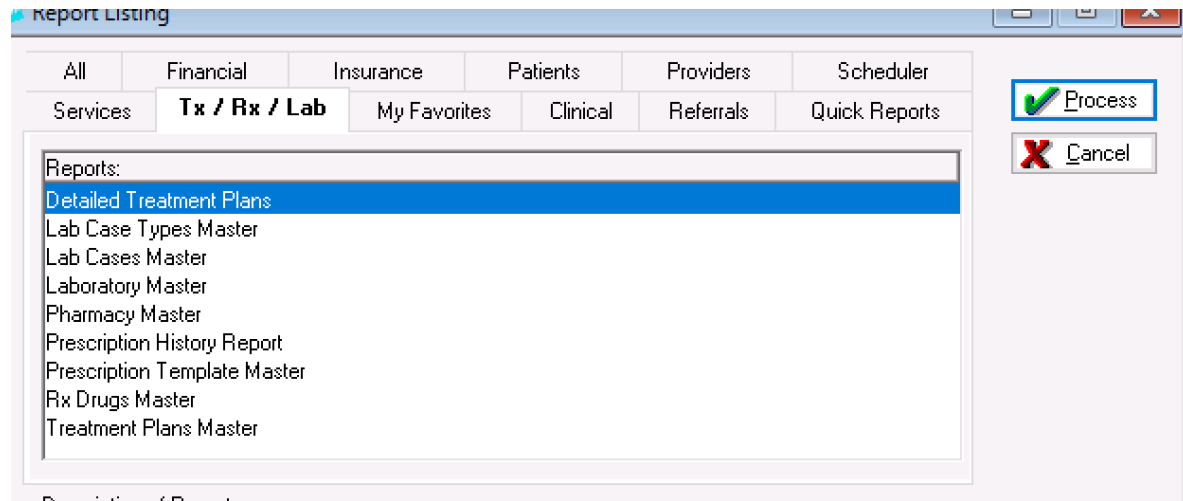 Report Listing
All Financial Insurance Patients Providers Scheduler
Services Tx / Rx / Lab My Favorites Clinical Referrals Quick Reports
Process
Cancel
Reports:
Detailed Treatment Plans
Lab Case Types Master
Lab Cases Master
Laboratory Master
Pharmacy Master
Prescription History Report
Prescription Template Master
Rx Drugs Master
Treatment Plans Master